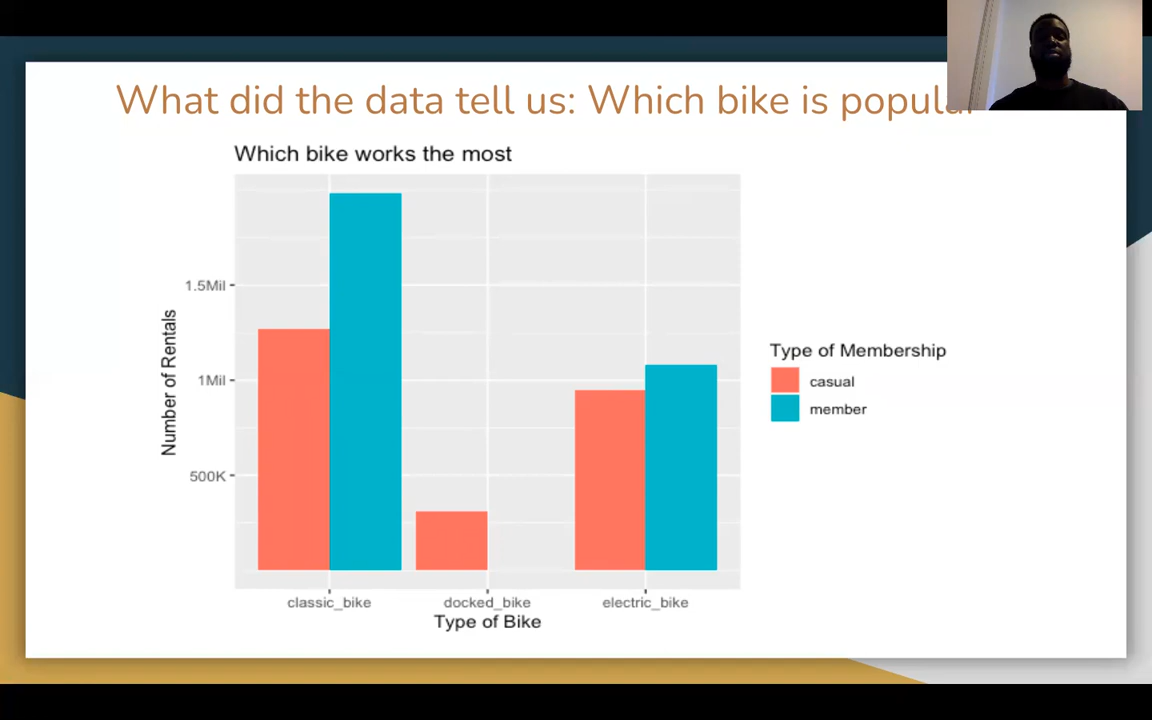 What did the data tell us: Which bike is popular
Which bike works the most
Number of Rentals
1.5Mil
1Mil
500K
classic_bike
docked_bike
electric_bike
Type of Bike
Type of Membership
casual
member